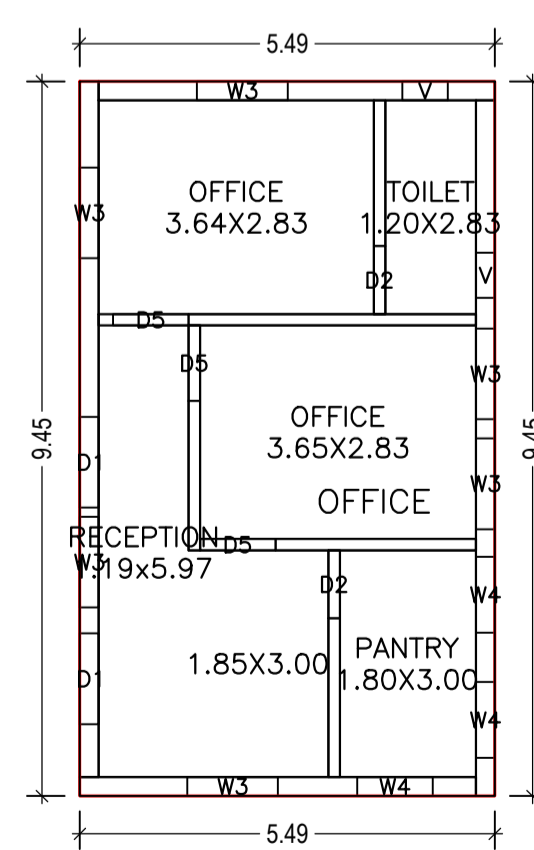 5.49
W3 V
OFFICE
3.64X2.83
TOILET
1.20X2.83
W3
D2
V
D5
D5
W3
9.45
9.45
OFFICE
3.65X2.83
OFFICE
D1
W3
RECEPTION
1.19x5.97
W3
D5
D2
W4
1.85X3.00
PANTRY
1.80X3.00
D1
W4
W3 W4
5.49